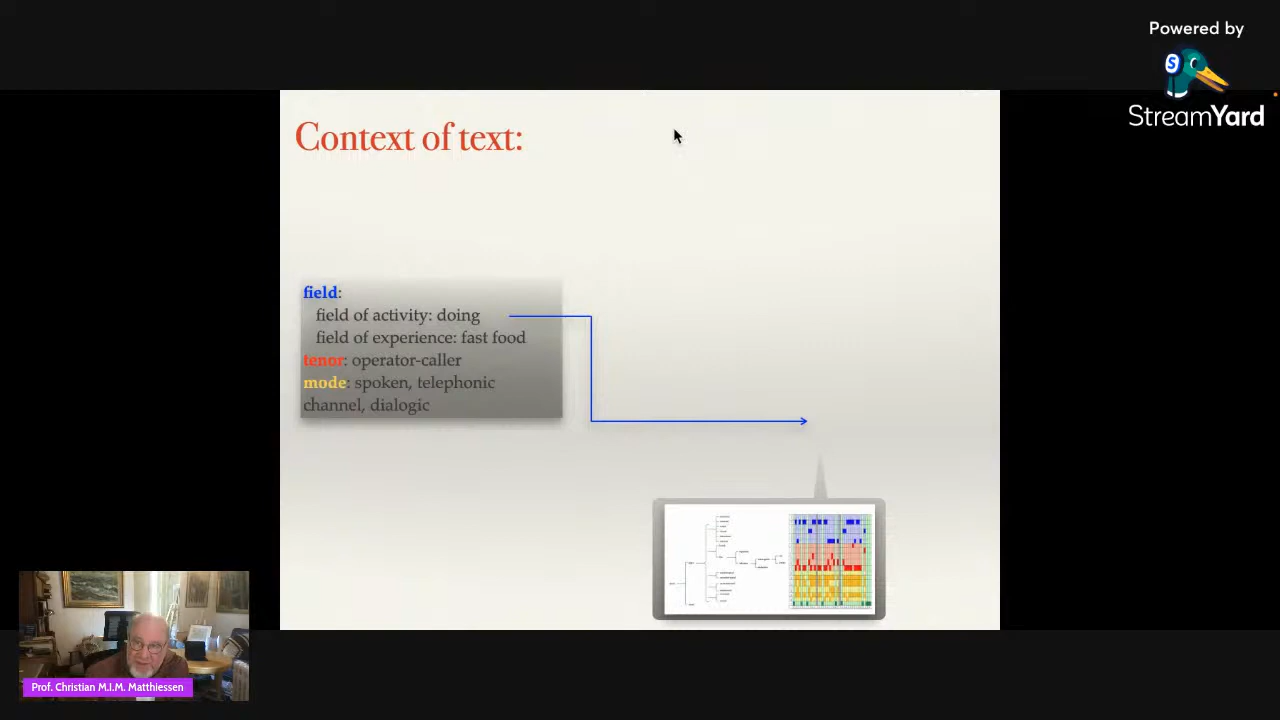 Powered by
S
StreamYard
Context of text:
field:
field of activity: doing
field of experience: fast food
tenor: operator-caller
mode: spoken, telephonic
channel, dialogic
Prof. Christian M.I.M. Matthiessen